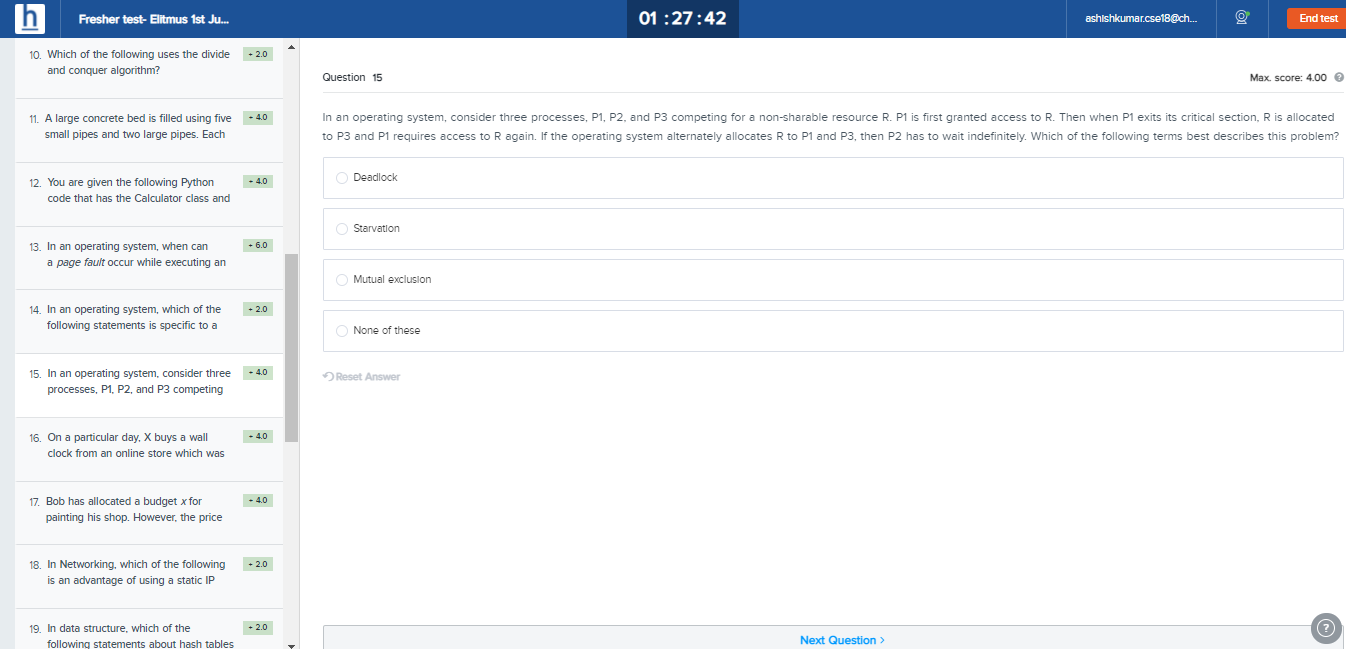 h
Fresher test- Elitmus 1st Ju...
01 :27:42
ashishkumar.cse18@ch...
End test
10. Which of the following uses the divide
and conquer algorithm?
+ 2.0
11. A large concrete bed is filled using five
small pipes and two large pipes. Each
+ 4.0
12. You are given the following Python
code that has the Calculator class and
+ 4.0
13. In an operating system, when can
a page fault occur while executing an
+ 6.0
14. In an operating system, which of the
following statements is specific to a
+ 2.0
15. In an operating system, consider three
processes, P1, P2, and P3 competing
+ 4.0
16. On a particular day, X buys a wall
clock from an online store which was
+ 4.0
17. Bob has allocated a budget x for
painting his shop. However, the price
+ 4.0
18. In Networking, which of the following
is an advantage of using a static IP
+ 2.0
19. In data structure, which of the
following statements about hash tables
+ 2.0
Question 15
Max. score: 4.00 ?
In an operating system, consider three processes, P1, P2, and P3 competing for a non-sharable resource R. P1 is first granted access to R. Then when P1 exits its critical section, R is allocated
to P3 and P1 requires access to R again. If the operating system alternately allocates R to P1 and P3, then P2 has to wait indefinitely. Which of the following terms best describes this problem?
Deadlock
Starvation
Mutual exclusion
None of these
Reset Answer
Next Question >
?